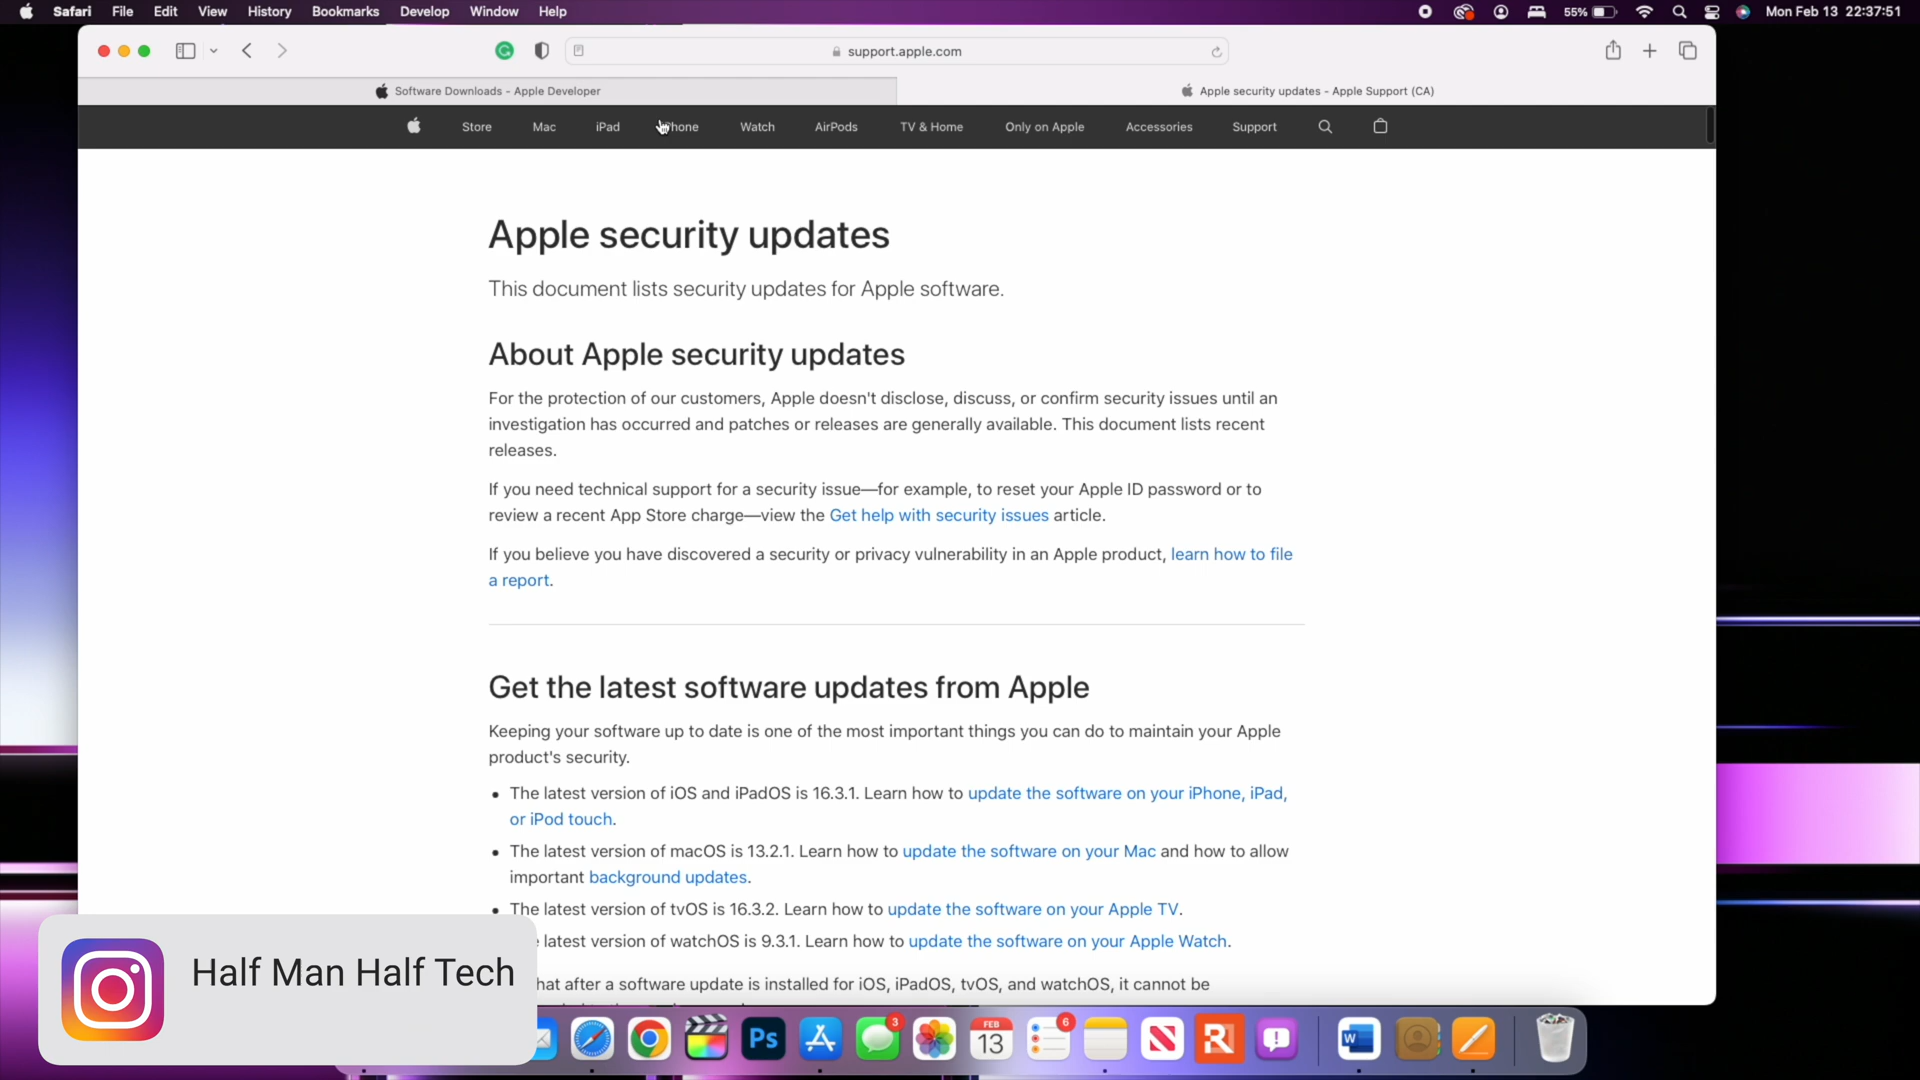 Safari File Edit View History Bookmarks Develop Window Help
55%
Mon Feb 13 22:37:51
support.apple.com
Software Downloads - Apple Developer
Apple security updates - Apple Support (CA)
Store Mac iPad iPhone Watch AirPods TV & Home Only on Apple Accessories Support
Apple security updates
This document lists security updates for Apple software.
About Apple security updates
For the protection of our customers, Apple doesn't disclose, discuss, or confirm security issues until an
investigation has occurred and patches or releases are generally available. This document lists recent
releases.
If you need technical support for a security issue—for example, to reset your Apple ID password or to
review a recent App Store charge—view the Get help with security issues article.
If you believe you have discovered a security or privacy vulnerability in an Apple product, learn how to file
a report.
Get the latest software updates from Apple
Keeping your software up to date is one of the most important things you can do to maintain your Apple
product's security.
• The latest version of iOS and iPadOS is 16.3.1. Learn how to update the software on your iPhone, iPad,
or iPod touch.
• The latest version of macOS is 13.2.1. Learn how to update the software on your Mac and how to allow
important background updates.
• The latest version of tvOS is 16.3.2. Learn how to update the software on your Apple TV.
latest version of watchOS is 9.3.1. Learn how to update the software on your Apple Watch.
hat after a software update is installed for iOS, iPadOS, tvOS, and watchOS, it cannot be
Half Man Half Tech
Ps
3
FEB
13
6
W